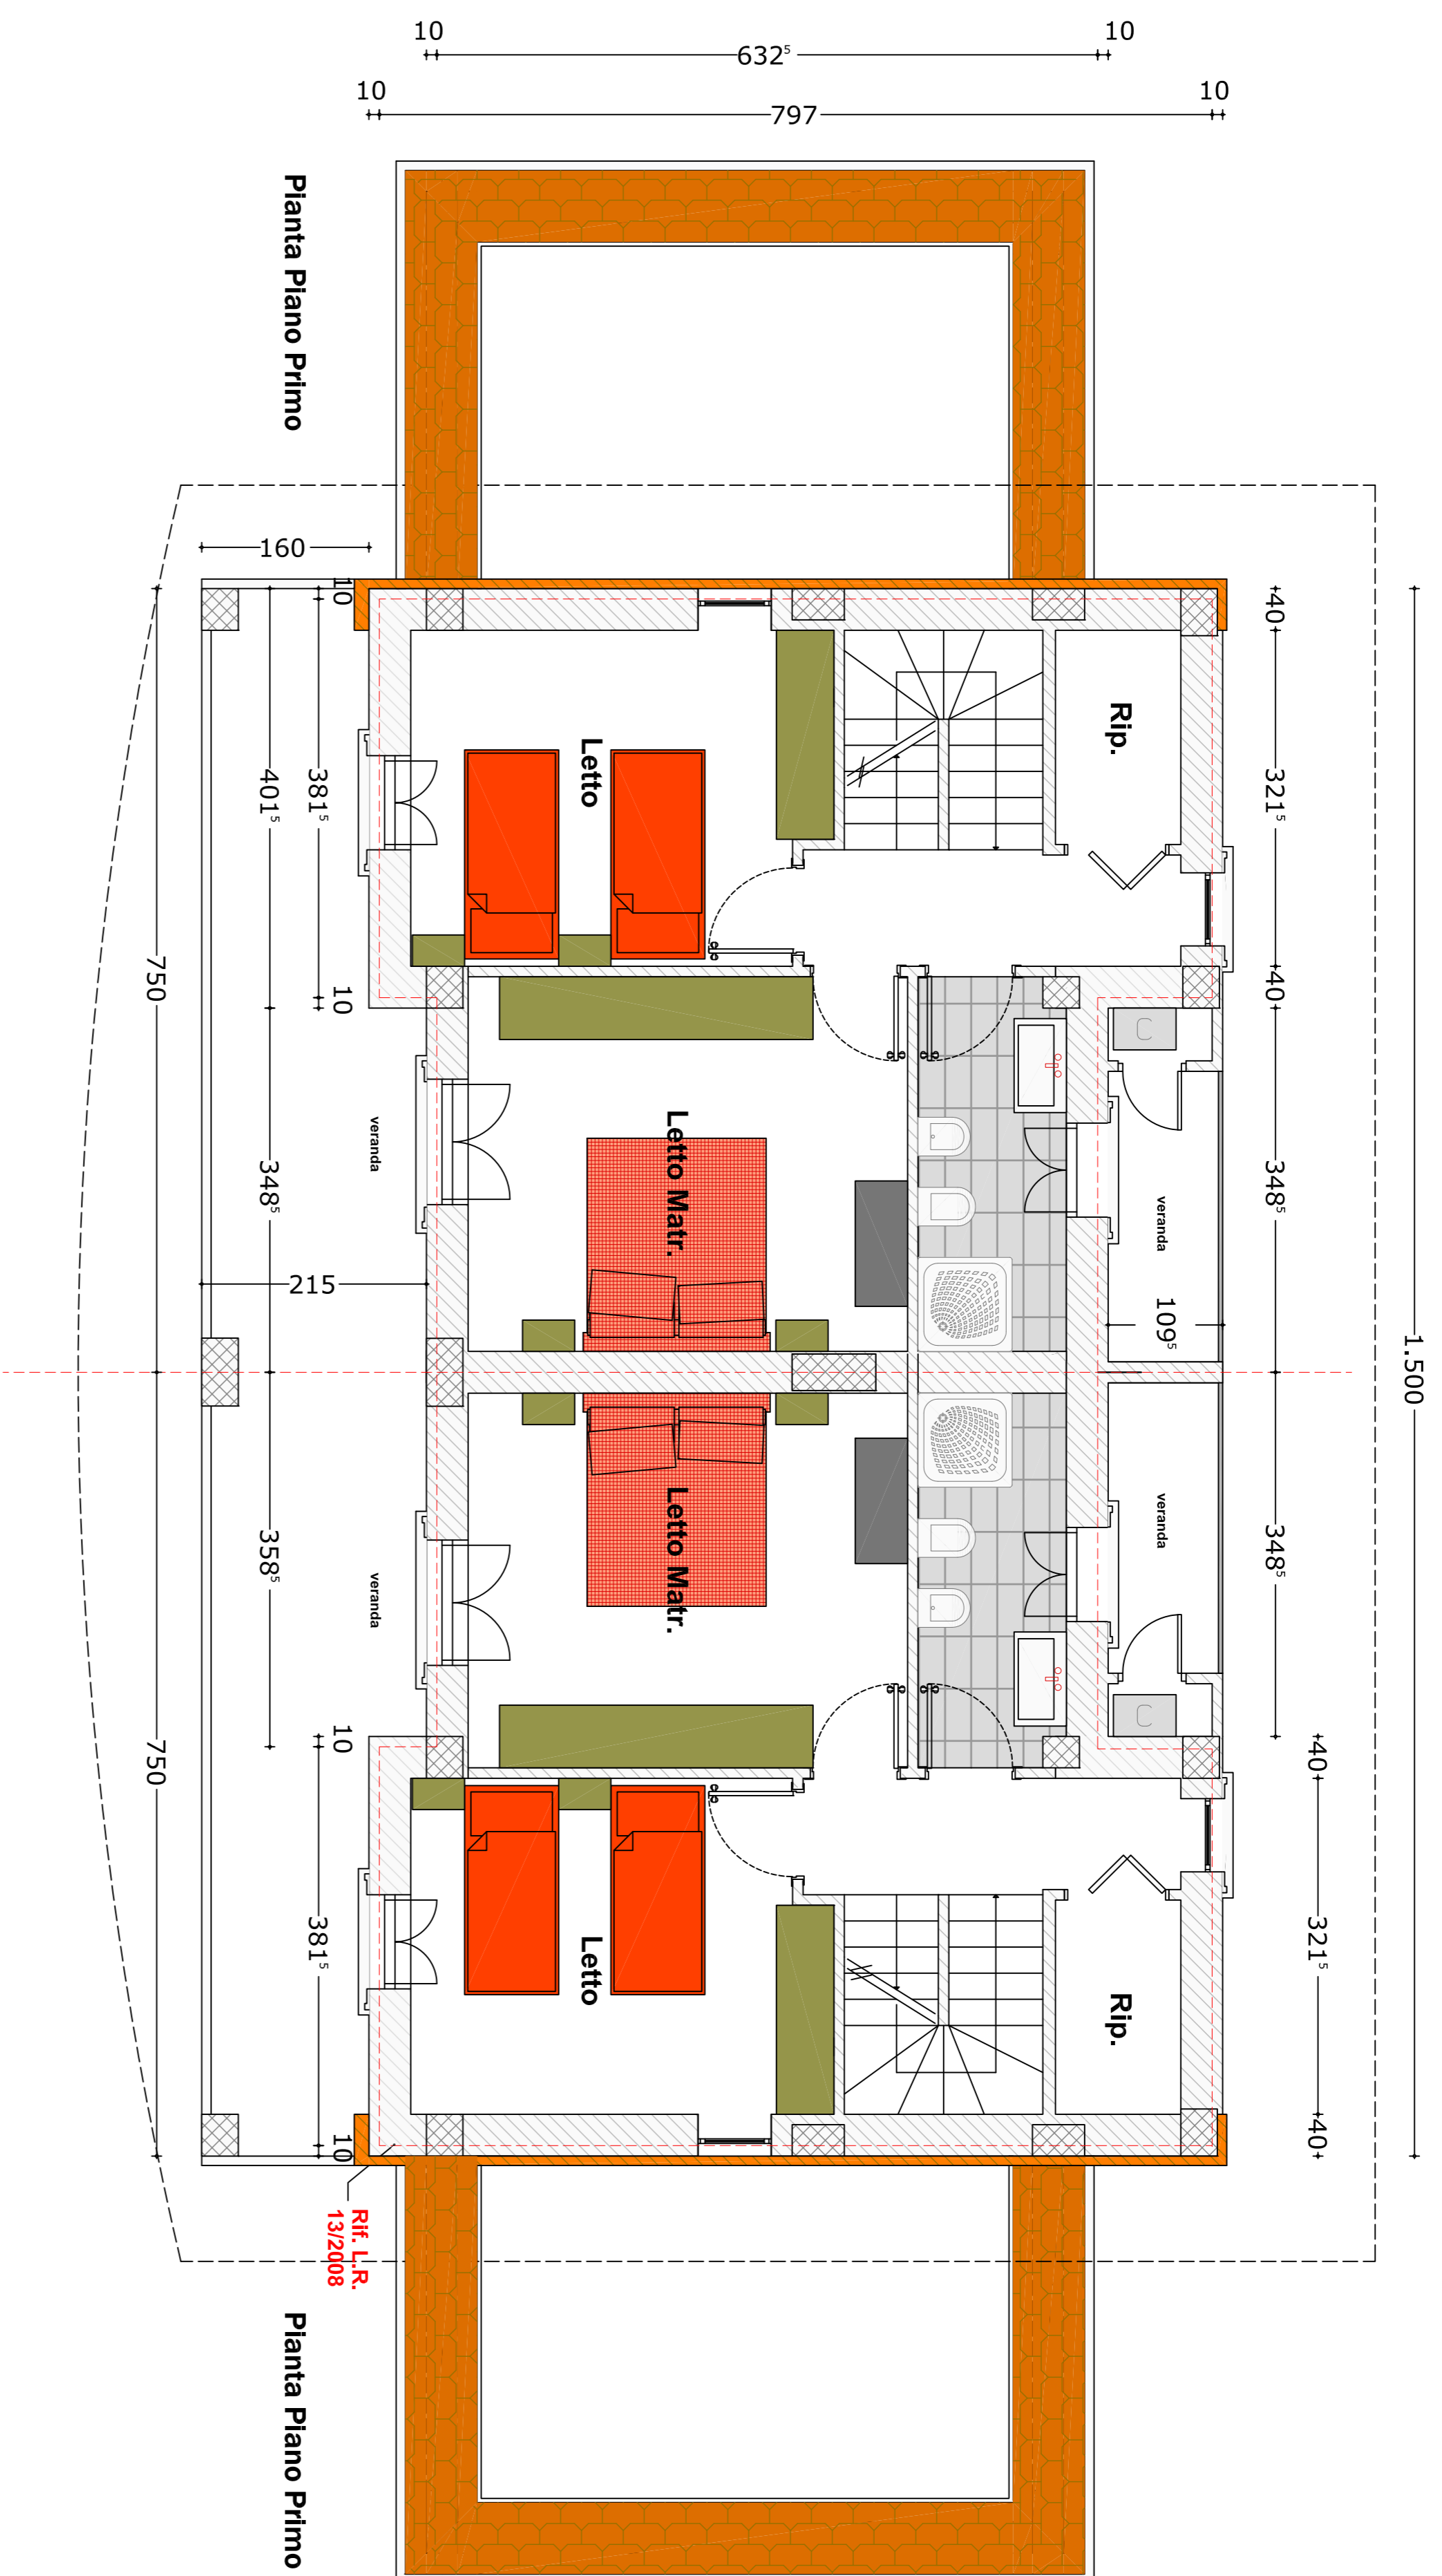 10
632⁵
10
10
797
10
Pianta Piano Primo
160
10
40
321⁵
40
381⁵
401⁵
750
10
Rip.
Letto
Letto Matr.
veranda
348⁵
215
veranda
109⁵
348⁵
1.500
Letto Matr.
veranda
358⁵
veranda
348⁵
10
750
381⁵
40
321⁵
40
Letto
Rip.
10
Rif. L.R.
13/2008
Pianta Piano Primo